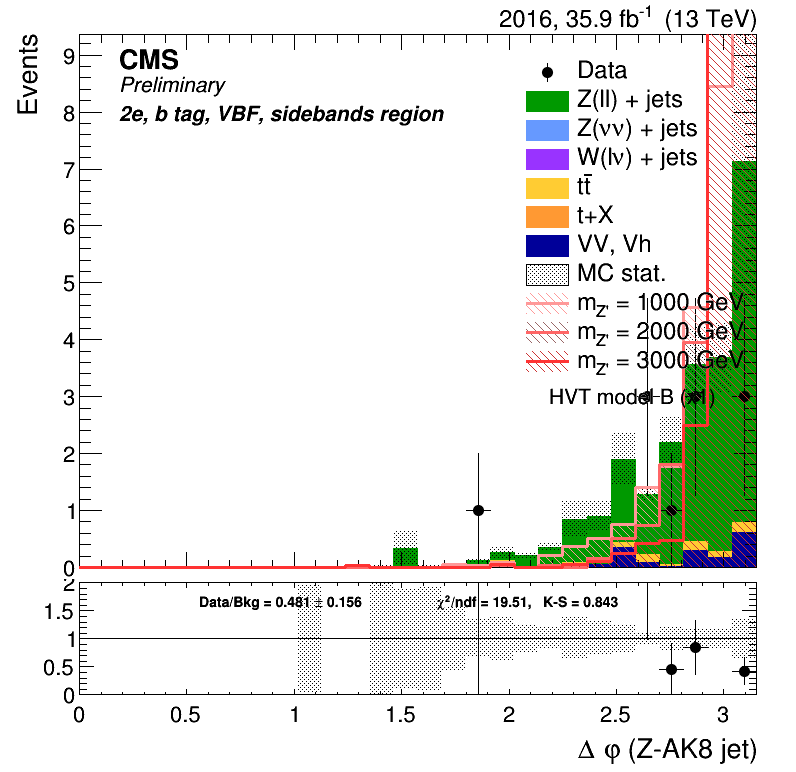 2016, 35.9 fb⁻¹ (13 TeV)
Events
CMS
Preliminary
2e, b tag, VBF, sidebands region
Data
Z(ll) + jets
Z(νν) + jets
W(lν) + jets
tt̄
t+X
VV, Vh
MC stat.
m_Z' = 1000 GeV
m_Z' = 2000 GeV
m_Z' = 3000 GeV
HVT model B
9
8
7
6
5
4
3
2
1
0
Data/Bkg = 0.481 ± 0.156
χ²/ndf = 19.51, K-S = 0.843
2
1.5
1
0.5
0
0 0.5 1 1.5 2 2.5 3
Δ φ (Z-AK8 jet)